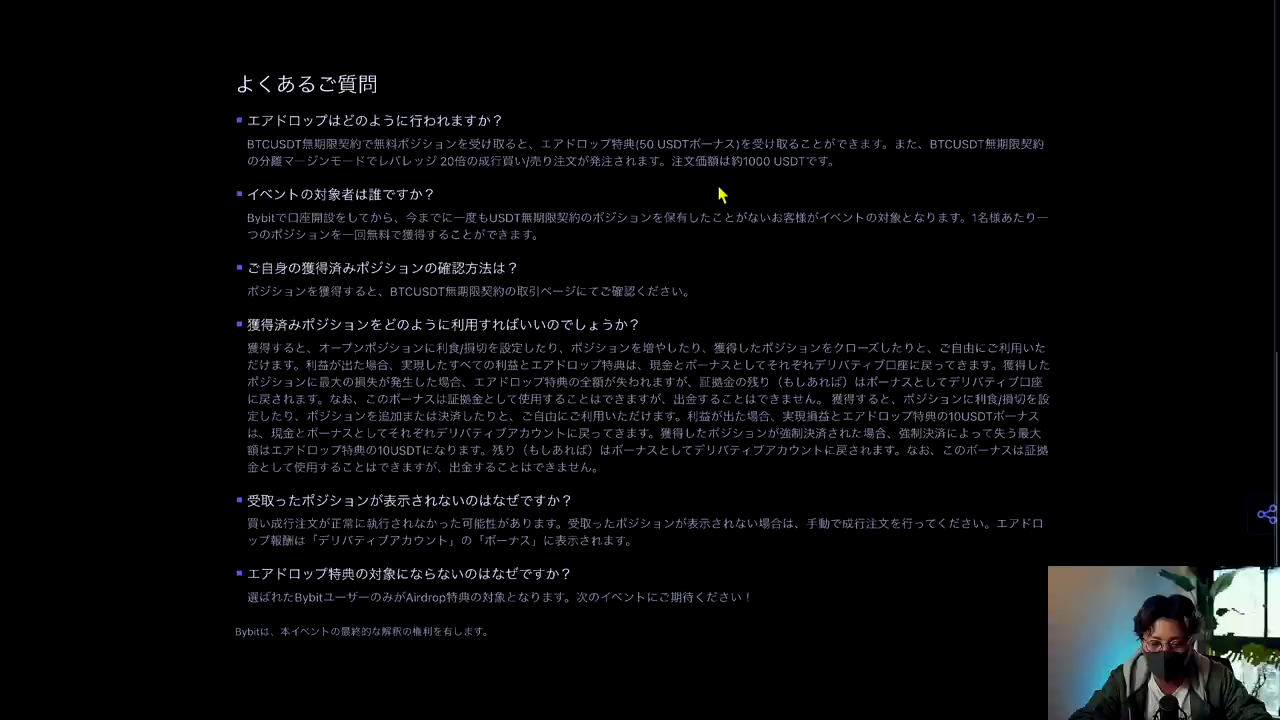 よくあるご質問
エアドロップはどのように行われますか？
BTCUSDT無期限契約で無料ポジションを受け取ると、エアドロップ特典(50 USDTボーナス)を受け取ることができます。また、BTCUSDT無期限契約
の分離マージンモードでレバレッジ 20倍の成行買い/売り注文が発注されます。注文価額は約1000 USDTです。
イベントの対象者は誰ですか？
Bybitで口座開設をしてから、今までに一度もUSDT無期限契約のポジションを保有したことがないお客様がイベントの対象となります。1名様あたり一
つのポジションを一回無料で獲得することができます。
ご自身の獲得済みポジションの確認方法は？
ポジションを獲得すると、BTCUSDT無期限契約の取引ページにてご確認ください。
獲得済みポジションをどのように利用すればいいのでしょうか？
獲得すると、オープンポジションに利食/損切を設定したり、ポジションを増やしたり、獲得したポジションをクローズしたりと、ご自由にご利用いた
だけます。利益が出た場合、実現したすべての利益とエアドロップ特典は、現金とボーナスとしてそれぞれデリバティブ口座に戻ってきます。獲得した
ポジションに最大の損失が発生した場合、エアドロップ特典の全額が失われますが、証拠金の残り（もしあれば）はボーナスとしてデリバティブ口座
に戻されます。なお、このボーナスは証拠金として使用することはできますが、出金することはできません。 獲得すると、ポジションに利食/損切を設
定したり、ポジションを追加または決済したりと、ご自由にご利用いただけます。利益が出た場合、実現損益とエアドロップ特典の10USDTボーナス
は、現金とボーナスとしてそれぞれデリバティブアカウントに戻ってきます。獲得したポジションが強制決済された場合、強制決済によって失う最大
額はエアドロップ特典の10USDTになります。残り（もしあれば）はボーナスとしてデリバティブアカウントに戻されます。なお、このボーナスは証拠
金として使用することはできますが、出金することはできません。
受取ったポジションが表示されないのはなぜですか？
買い成行注文が正常に執行されなかった可能性があります。受取ったポジションが表示されない場合は、手動で成行注文を行ってください。エアドロ
ップ報酬は「デリバティブアカウント」の「ボーナス」に表示されます。
エアドロップ特典の対象にならないのはなぜですか？
選ばれたBybitユーザーのみがAirdrop特典の対象となります。次のイベントにご期待ください！
Bybitは、本イベントの最終的な解釈の権利を有します。